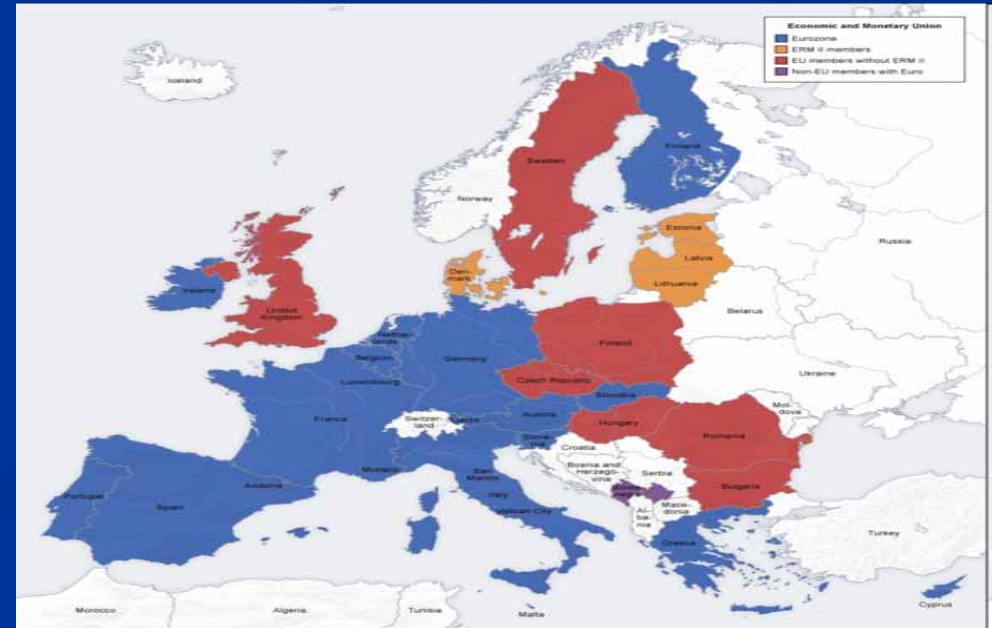 Economic and Monetary Union
Eurozone
ERM II members
EU members without ERM II
Non-EU members with Euro
Iceland
Finland
Sweden
Norway
Estonia
Russia
Latvia
Den-
mark
Lithuania
Ireland
United
Kingdom
Belarus
Nether-
lands
Poland
Belgium
Germany
Ukraine
Czech Republic
Luxembourg
Slovakia
Mol-
dova
Austria
France
Switzer-
land
Hungary
Romania
Slove-
nia
Croatia
Bosnia and
Herzego-
vina
Serbia
Monaco
San
Marino
Andorra
Bulgaria
Italy
Portugal
Spain
Vatican City
Al-
ba-
nia
Mace-
donia
Turkey
Greece
Cyprus
Morocco
Algeria
Tunisia
Malta